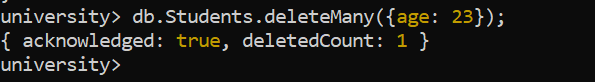 university> db.Students.deleteMany({age: 23});
{ acknowledged: true, deletedCount: 1 }
university>